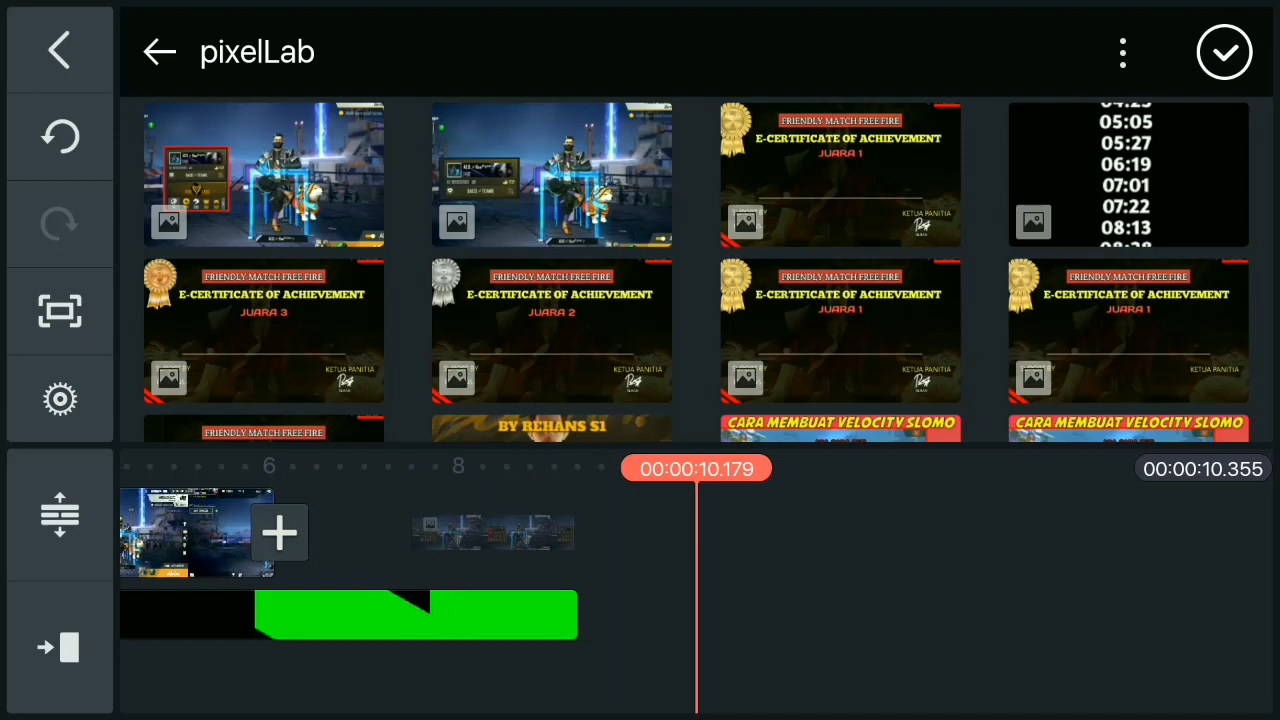 pixelLab
FRIENDLY MATCH FREE FIRE
E-CERTIFICATE OF ACHIEVEMENT
JUARA 1
KETUA PANITIA
05:05
05:27
06:19
07:01
07:22
08:13
FRIENDLY MATCH FREE FIRE
E-CERTIFICATE OF ACHIEVEMENT
JUARA 3
KETUA PANITIA
FRIENDLY MATCH FREE FIRE
E-CERTIFICATE OF ACHIEVEMENT
JUARA 2
KETUA PANITIA
FRIENDLY MATCH FREE FIRE
E-CERTIFICATE OF ACHIEVEMENT
JUARA 1
KETUA PANITIA
FRIENDLY MATCH FREE FIRE
E-CERTIFICATE OF ACHIEVEMENT
JUARA 1
KETUA PANITIA
FRIENDLY MATCH FREE FIRE
BY REHANS S1
CARA MEMBUAT VELOCITY SLOMO
CARA MEMBUAT VELOCITY SLOMO
6
8
00:00:10.179
00:00:10.355